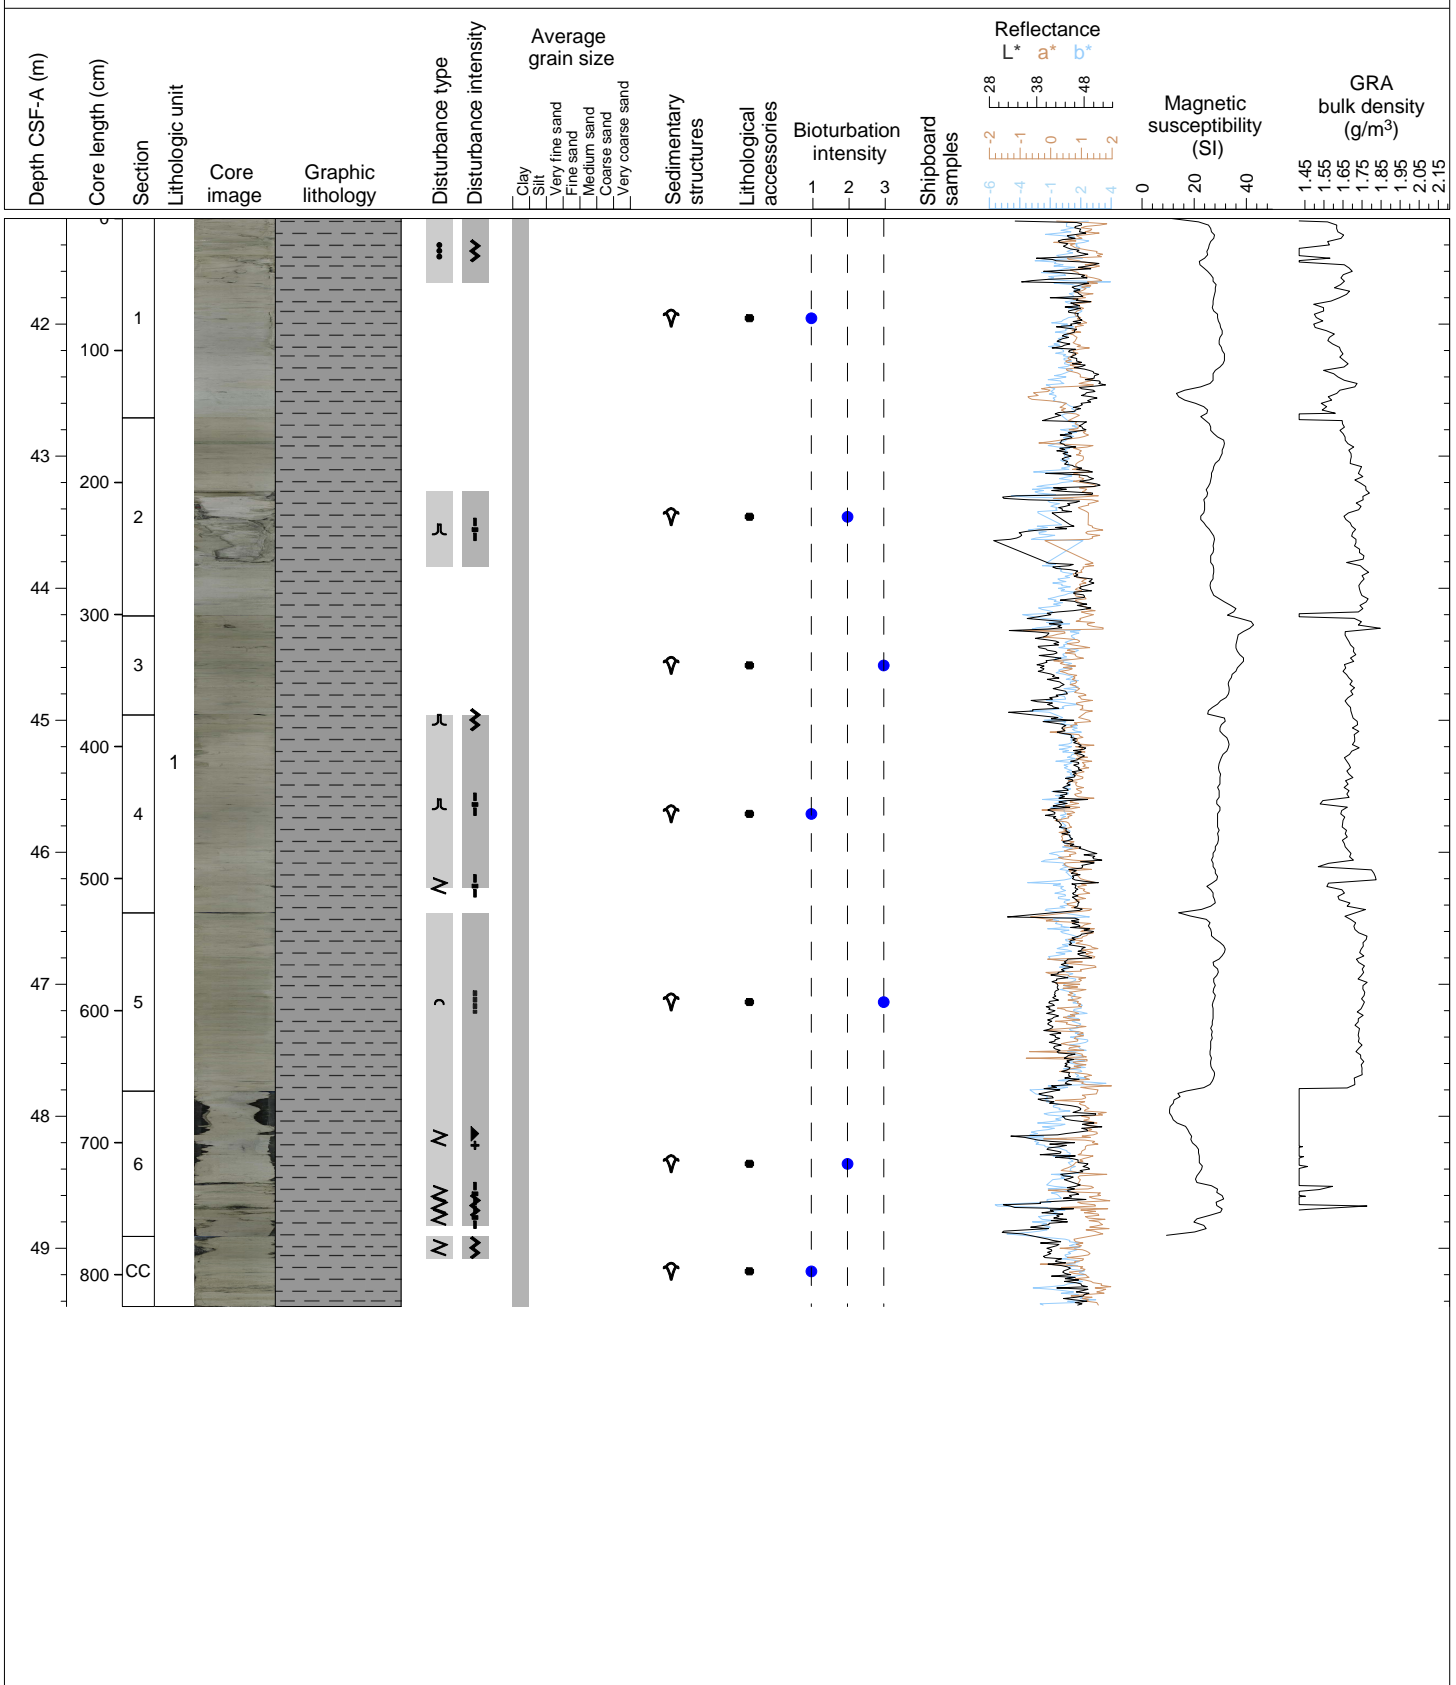 Depth CSF-A (m)
Core length (cm)
Section
Lithologic unit
Core
image
Graphic
lithology
Disturbance type
Disturbance intensity
Average
grain size
Clay
Silt
Very fine sand
Fine sand
Medium sand
Coarse sand
Very coarse sand
Sedimentary
structures
Lithological
accessories
Bioturbation
intensity
1 2 3
Shipboard
samples
Reflectance
L* a* b*
28 38 48
-2 -1 0 1 2
-6 -4 -1 2 4
Magnetic
susceptibility
(SI)
0 20 40
GRA
bulk density
(g/m³)
1.45 1.55 1.65 1.75 1.85 1.95 2.05 2.15
0
1
42
100
43
200
2
44
300
3
45
400
1
4
46
500
47
5
600
48
700
6
49
CC
800